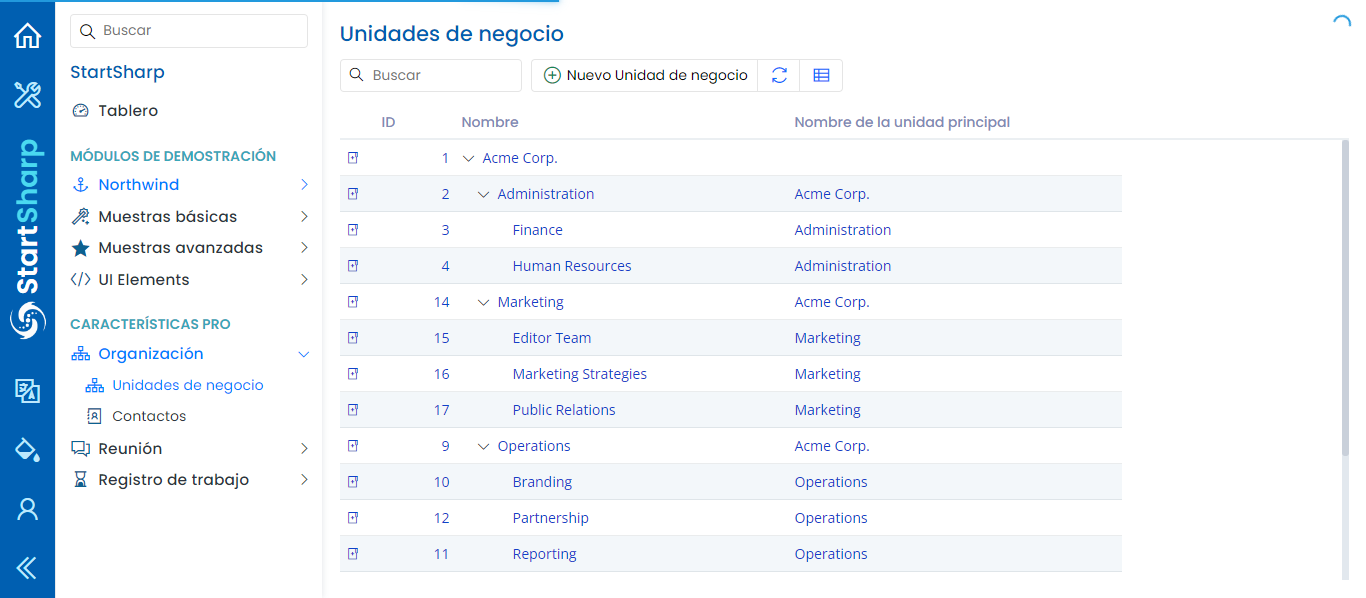 StartSharp
Buscar
StartSharp
Tablero
MÓDULOS DE DEMOSTRACIÓN
Northwind
Muestras básicas
Muestras avanzadas
UI Elements
CARACTERÍSTICAS PRO
Organización
Unidades de negocio
Contactos
Reunión
Registro de trabajo
Unidades de negocio
Buscar
Nuevo Unidad de negocio
ID Nombre Nombre de la unidad principal
1 Acme Corp.
2 Administration Acme Corp.
3 Finance Administration
4 Human Resources Administration
14 Marketing Acme Corp.
15 Editor Team Marketing
16 Marketing Strategies Marketing
17 Public Relations Marketing
9 Operations Acme Corp.
10 Branding Operations
12 Partnership Operations
11 Reporting Operations